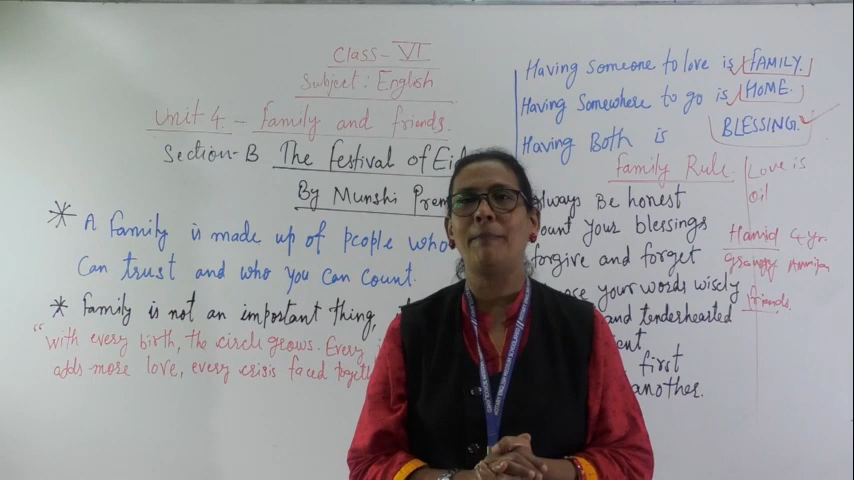 Class - VI
Subject : English
Unit 4 - Family and friends.
Section-B The Festival of Eid
By Munshi Prem
* A Family is made up of people who
Can trust and who you can count.
* Family is not an important thing,
"with every birth, the circle grows. Every
adds more love, every crisis faced togeth
Having someone to love is FAMILY.
Having Somewhere to go is HOME.
Having Both is BLESSING.
Family Rule.
Always Be honest
ount Your blessings
forgive and forget
ose your words wisely
and tenderhearted
first
another.
Love is
oil
Hamid 4 yr.
friends.